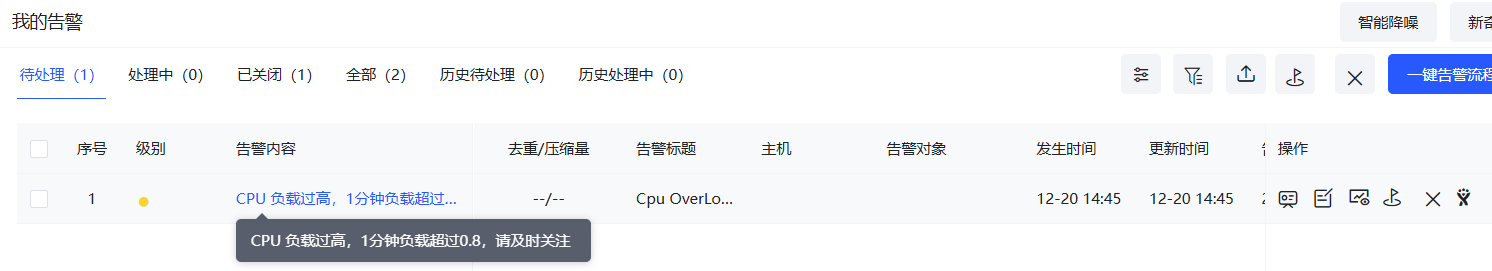 我的告警
智能降噪
待处理（1） 处理中（0） 已关闭（1） 全部（2） 历史待处理（0） 历史处理中（0）
一键告警流程
序号 级别 告警内容 去重/压缩量 告警标题 主机 告警对象 发生时间 更新时间 操作
1 CPU 负载过高，1分钟负载超过... --/-- Cpu OverLo... 12-20 14:45 12-20 14:45
CPU 负载过高，1分钟负载超过0.8，请及时关注